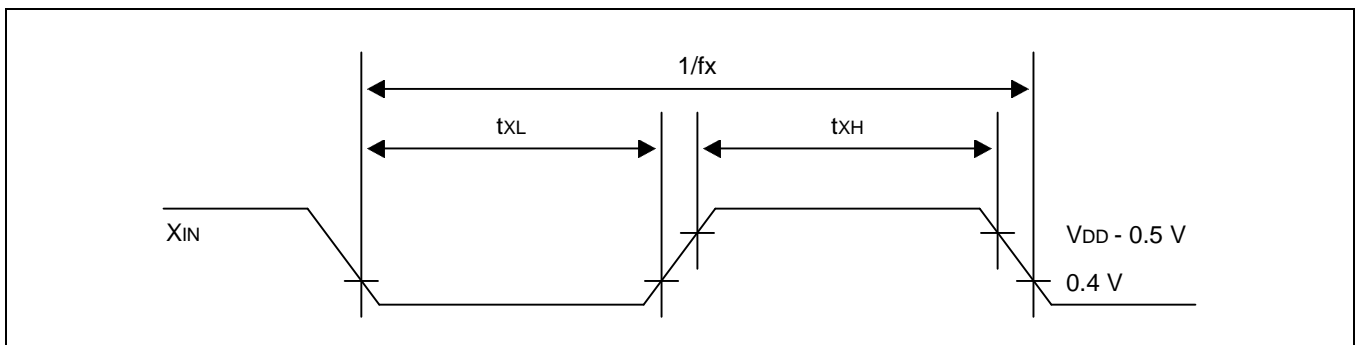 1/fx
tXL
tXH
XIN
VDD - 0.5 V
0.4 V